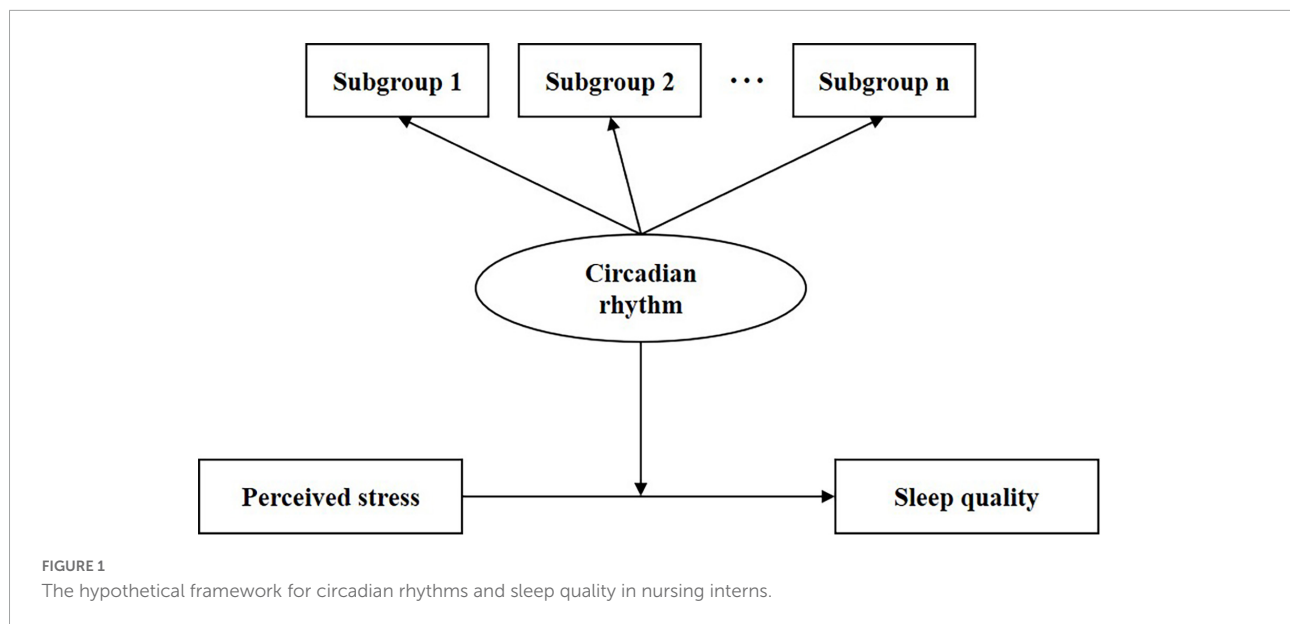 Subgroup 1
Subgroup 2
...
Subgroup n
Circadian
rhythm
Perceived stress
Sleep quality
FIGURE 1
The hypothetical framework for circadian rhythms and sleep quality in nursing interns.